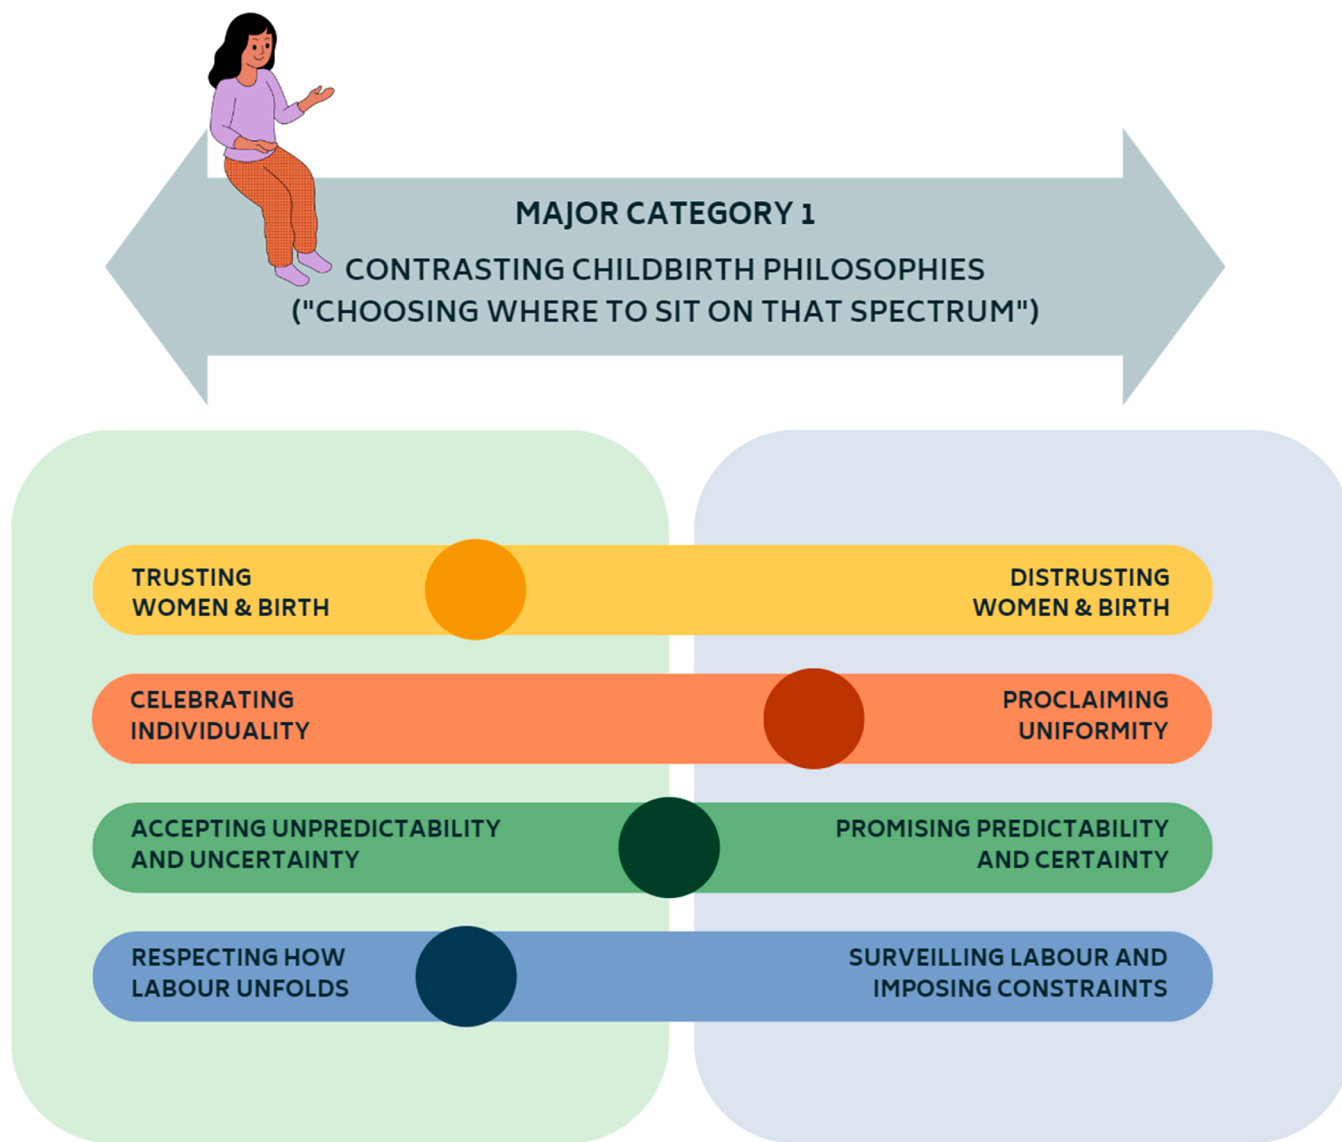 MAJOR CATEGORY 1
CONTRASTING CHILDBIRTH PHILOSOPHIES
("CHOOSING WHERE TO SIT ON THAT SPECTRUM")
TRUSTING
WOMEN & BIRTH
DISTRUSTING
WOMEN & BIRTH
CELEBRATING
INDIVIDUALITY
PROCLAIMING
UNIFORMITY
ACCEPTING UNPREDICTABILITY
AND UNCERTAINTY
PROMISING PREDICTABILITY
AND CERTAINTY
RESPECTING HOW
LABOUR UNFOLDS
SURVEILLING LABOUR AND
IMPOSING CONSTRAINTS